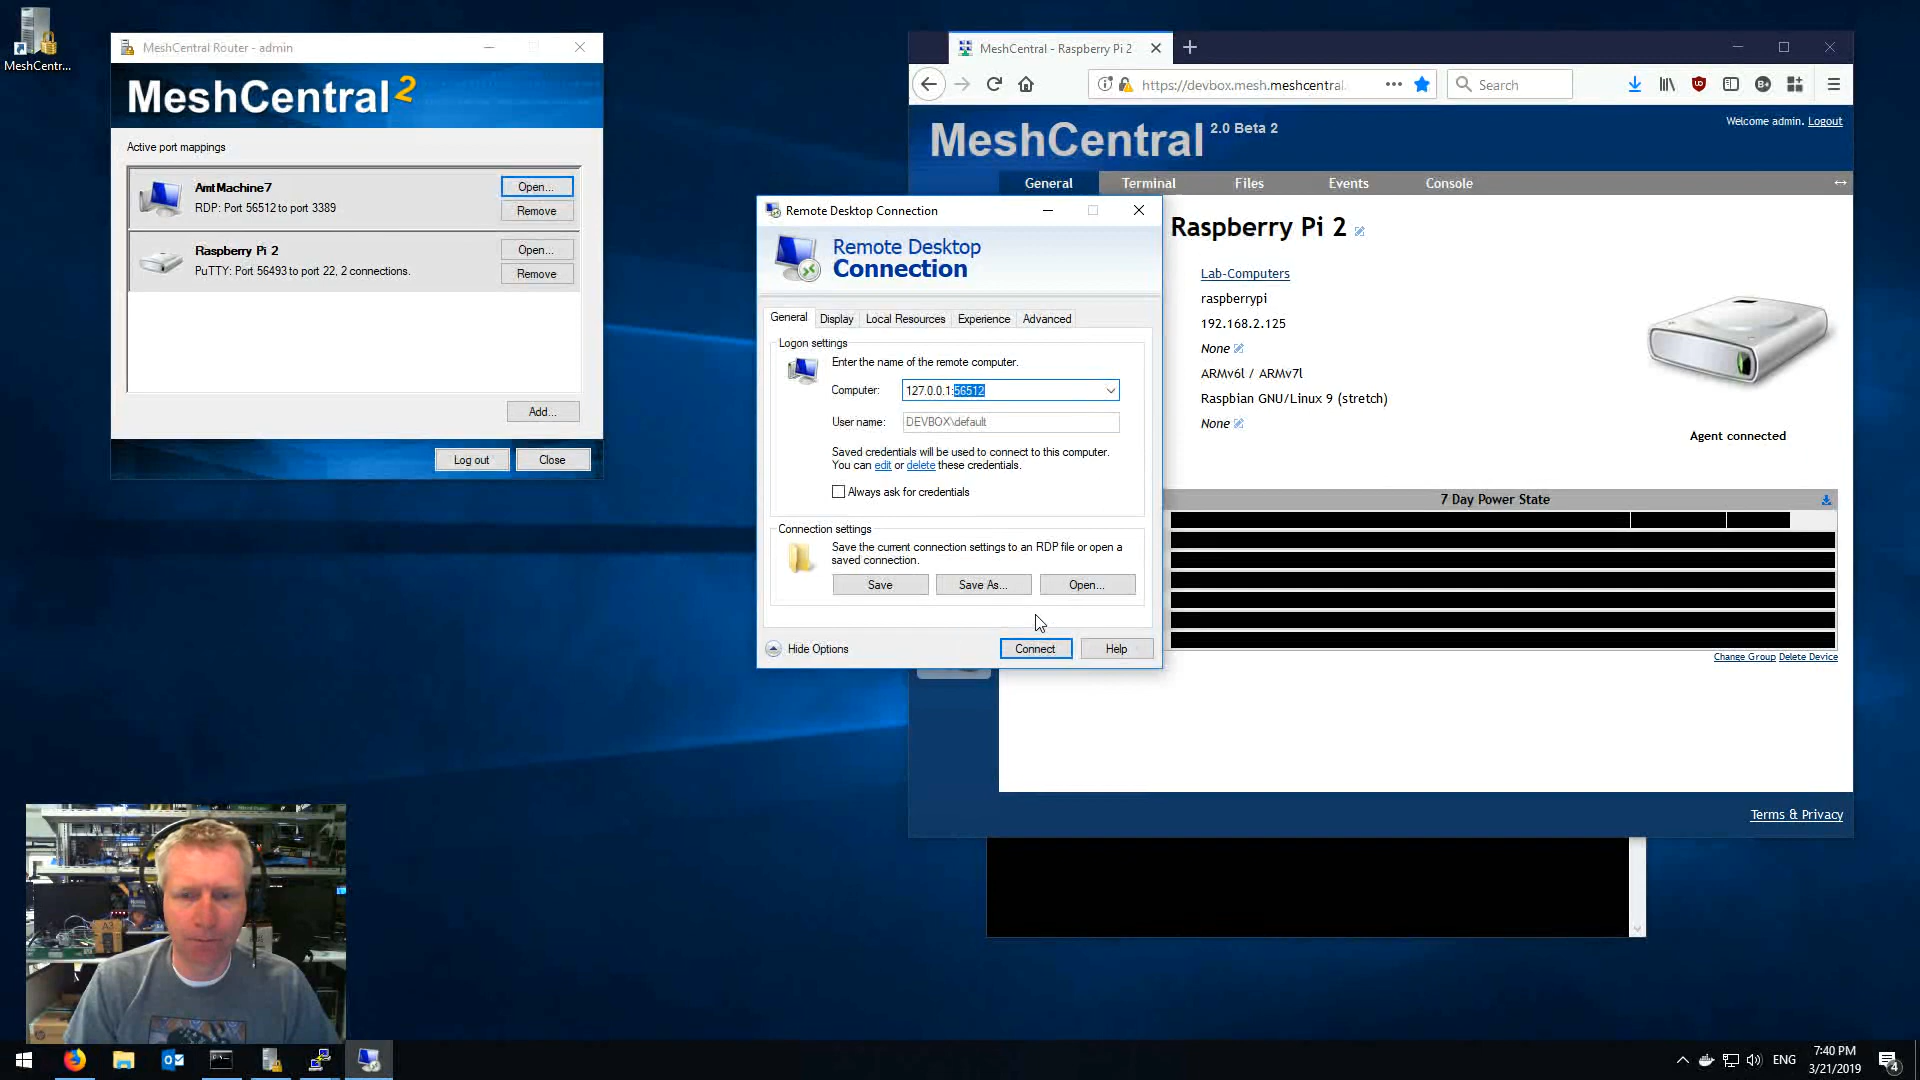 MeshCentr...
MeshCentral Router - admin
MeshCentral2
Active port mappings
AmtMachine7
RDP: Port 56512 to port 3389
Open...
Remove
Raspberry Pi 2
PuTTY: Port 56493 to port 22, 2 connections.
Open...
Remove
Add...
Log out
Close
MeshCentral - Raspberry Pi 2
https://devbox.mesh.meshcentral.
Search
MeshCentral 2.0 Beta 2
Welcome admin. Logout
General
Terminal
Files
Events
Console
Raspberry Pi 2
Lab-Computers
raspberrypi
192.168.2.125
None
ARMv6l / ARMv7l
Raspbian GNU/Linux 9 (stretch)
None
Agent connected
7 Day Power State
Change Group Delete Device
Terms & Privacy
Remote Desktop Connection
Remote Desktop
Connection
General
Display
Local Resources
Experience
Advanced
Logon settings
Enter the name of the remote computer.
Computer:
127.0.0.1:56512
User name:
DEVBOX\default
Saved credentials will be used to connect to this computer.
You can edit or delete these credentials.
Always ask for credentials
Connection settings
Save the current connection settings to an RDP file or open a
saved connection.
Save
Save As...
Open...
Hide Options
Connect
Help
ENG
7:40 PM
3/21/2019
4